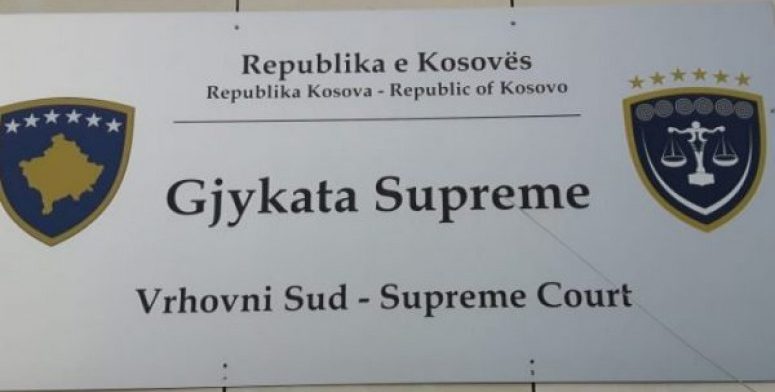 Republika e Kosovës
Republika Kosova - Republic of Kosovo
Gjykata Supreme
Vrhovni Sud - Supreme Court